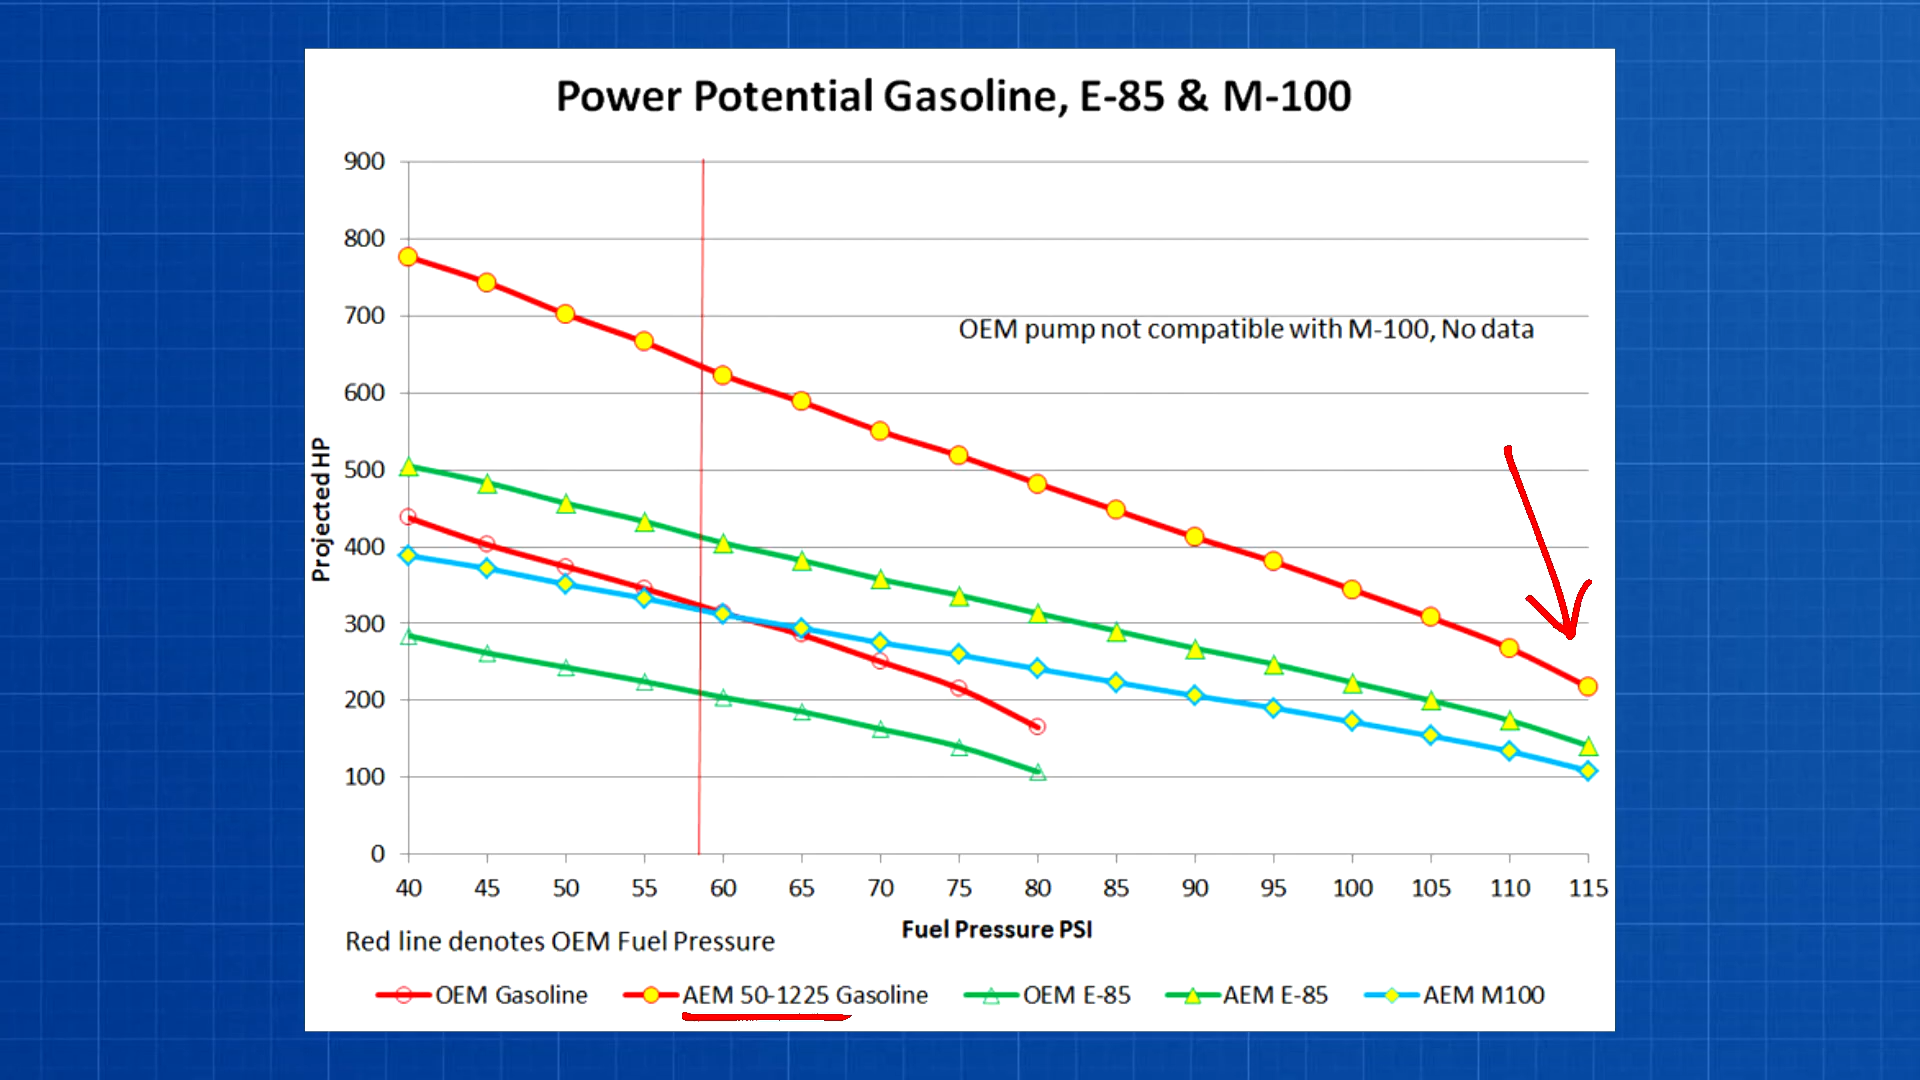 Power Potential Gasoline, E-85 & M-100
900
800
700
OEM pump not compatible with M-100, No data
600
500
400
300
200
100
0
Projected HP
40 45 50 55 60 65 70 75 80 85 90 95 100 105 110 115
Fuel Pressure PSI
Red line denotes OEM Fuel Pressure
OEM Gasoline AEM 50-1225 Gasoline OEM E-85 AEM E-85 AEM M100